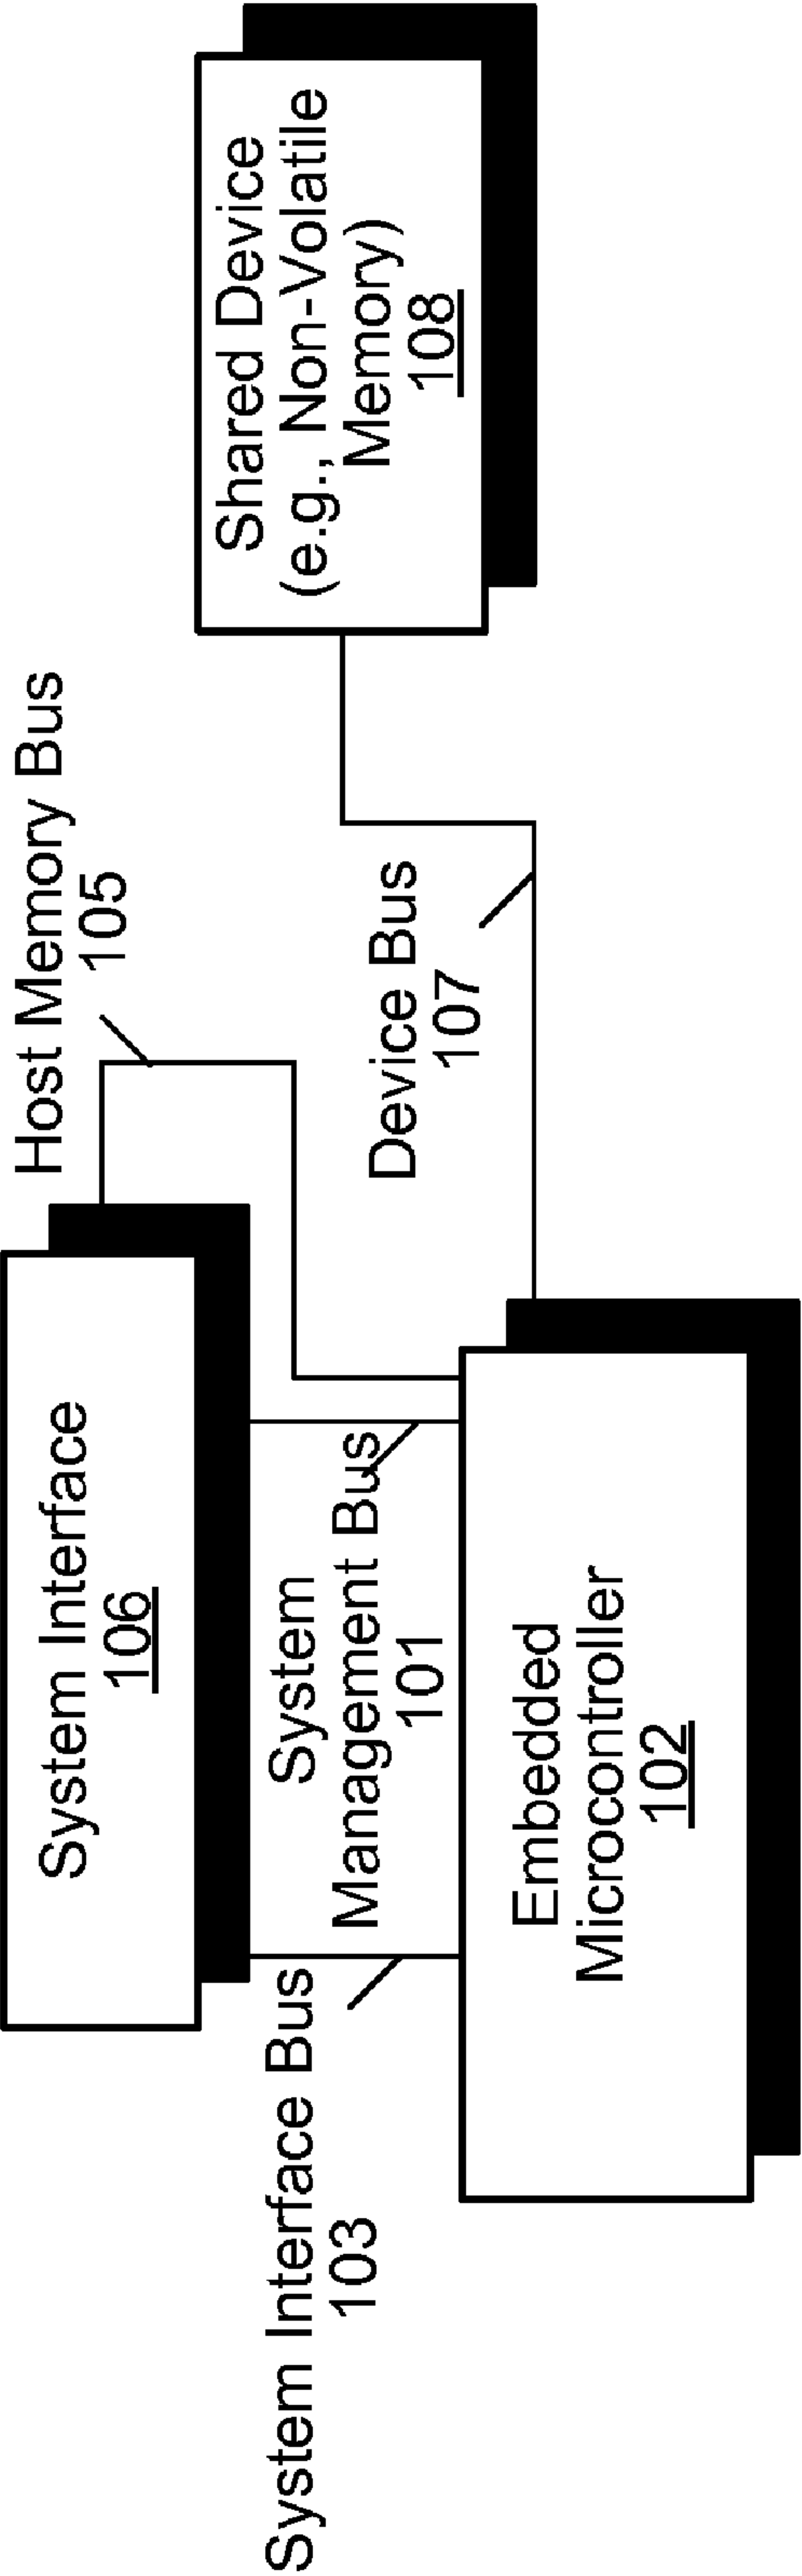 System Interface
106
System Interface Bus
103
System
Management Bus
101
Host Memory Bus
105
Embedded
Microcontroller
102
Device Bus
107
Shared Device
(e.g., Non-Volatile
Memory)
108